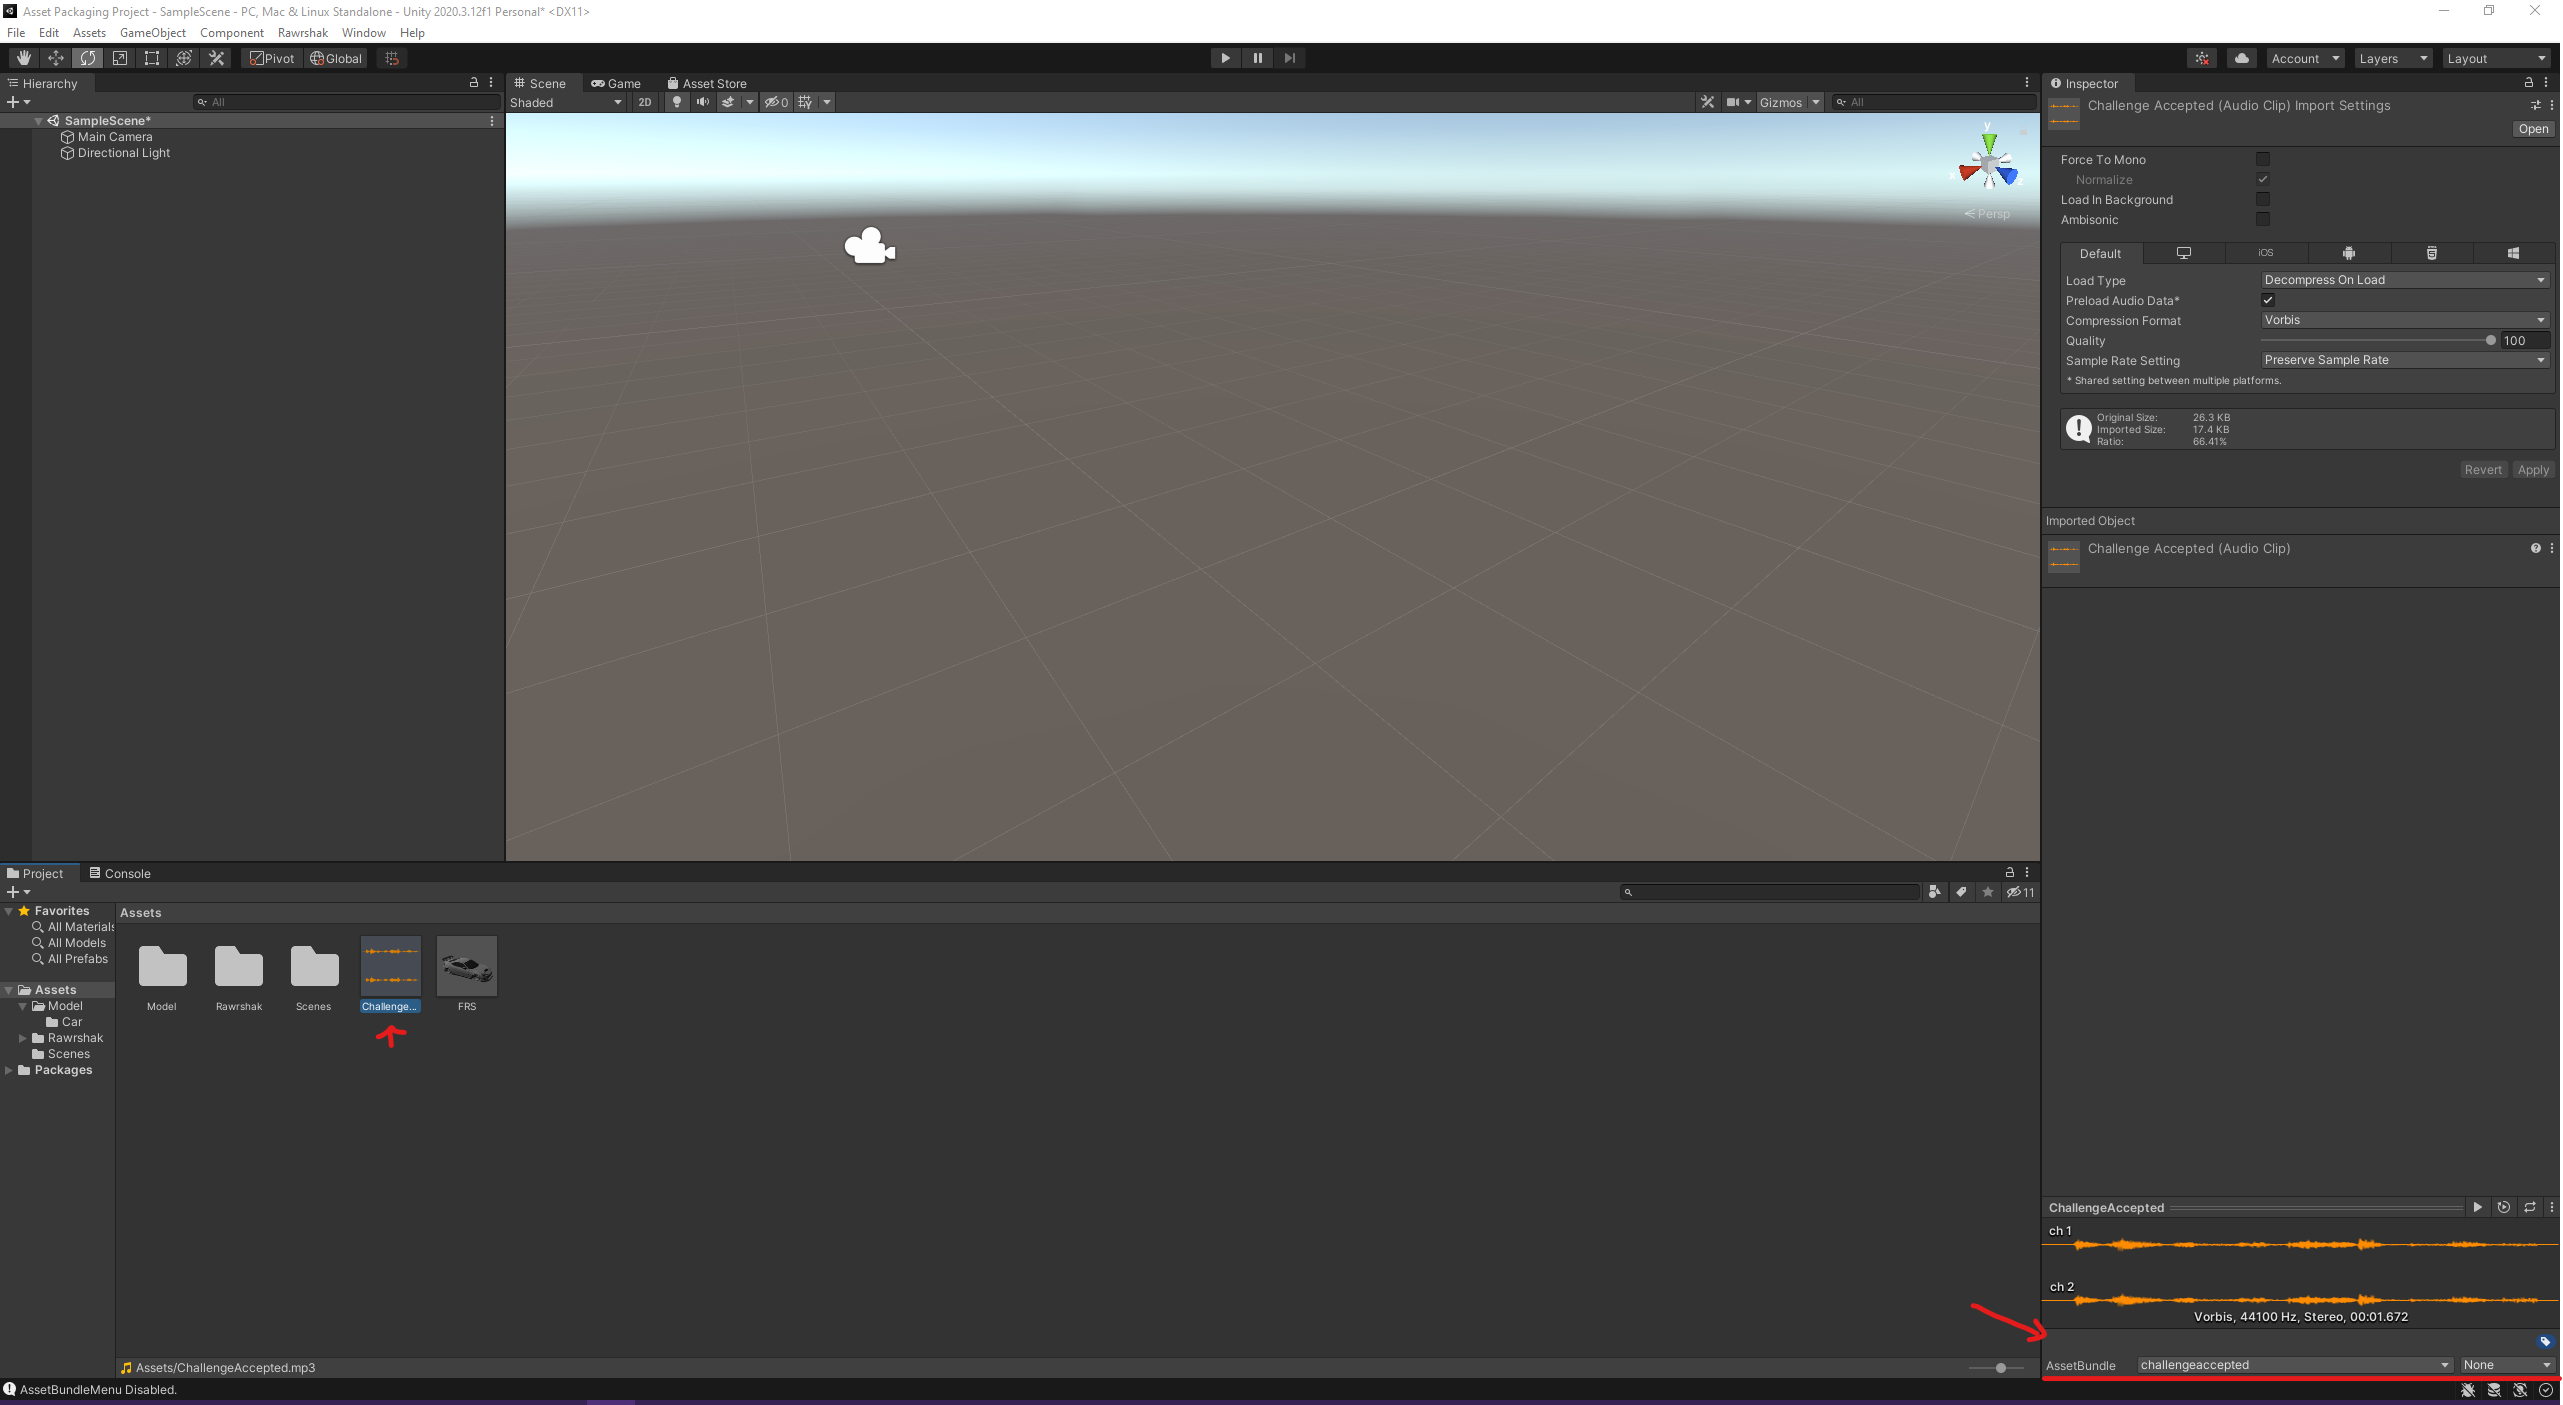 Asset Packaging Project - SampleScene - PC, Mac & Linux Standalone - Unity 2020.3.12f1 Personal* <DX11>
File Edit Assets GameObject Component Rawrshak Window Help
Pivot Global
Account Layers Layout
Hierarchy
All
SampleScene*
Main Camera
Directional Light
Scene Game Asset Store
Shaded 2D 0 Gizmos All
y
x
z
Persp
Inspector
Challenge Accepted (Audio Clip) Import Settings
Open
Force To Mono
Normalize
Load In Background
Ambisonic
Default iOS
Load Type Decompress On Load
Preload Audio Data*
Compression Format Vorbis
Quality 100
Sample Rate Setting Preserve Sample Rate
* Shared setting between multiple platforms.
Original Size: 26.3 KB
Imported Size: 17.4 KB
Ratio: 66.41%
Revert Apply
Imported Object
Challenge Accepted (Audio Clip)
Project Console
11
Favorites
All Materials
All Models
All Prefabs
Assets
Model
Car
Rawrshak
Scenes
Packages
Assets
Model Rawrshak Scenes Challenge... FRS
Assets/ChallengeAccepted.mp3
ChallengeAccepted
ch 1
ch 2
Vorbis, 44100 Hz, Stereo, 00:01.672
AssetBundle challengeaccepted None
AssetBundleMenu Disabled.